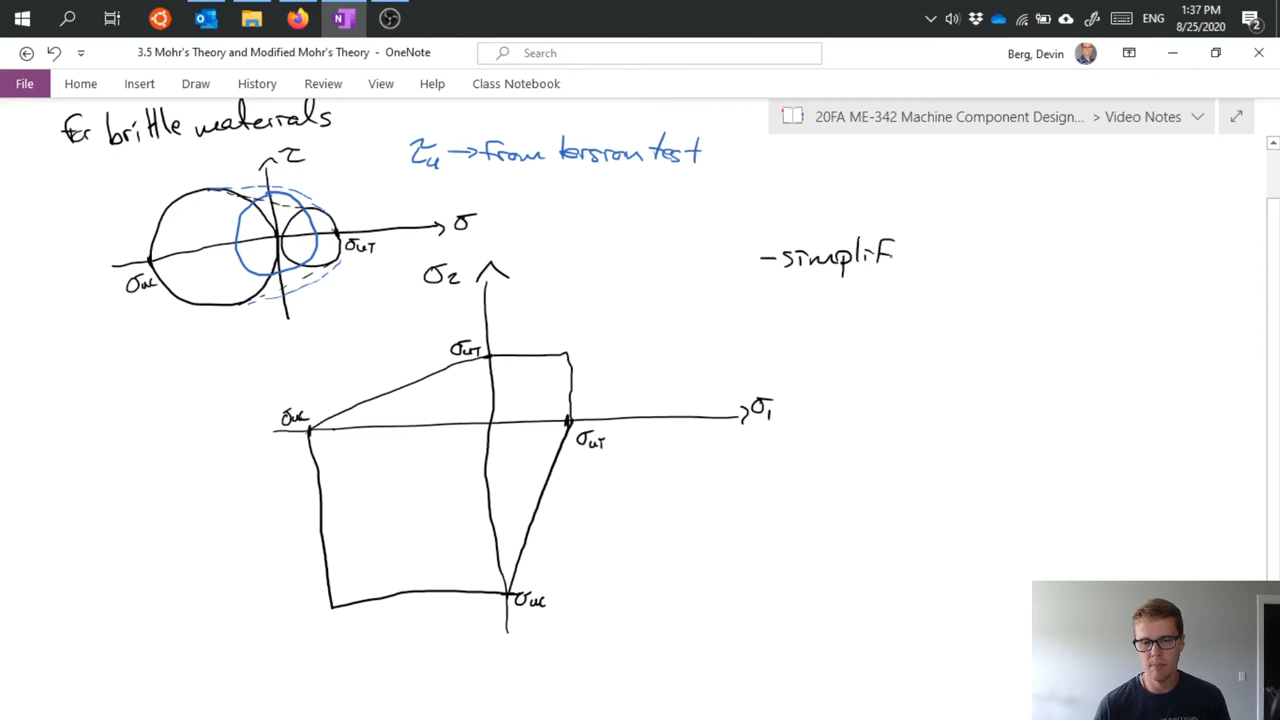 1:37 PM
ENG
8/25/2020
2
3.5 Mohr's Theory and Modified Mohr's Theory - OneNote
Search
Berg, Devin
File Home Insert Draw History Review View Help Class Notebook
20FA ME-342 Machine Component Design... > Video Notes
For brittle materials
τu → from torsion test
τ
σ
σuT
σuc
- simplif
σ2
σuT
σuc
σ1
σuT
σuc